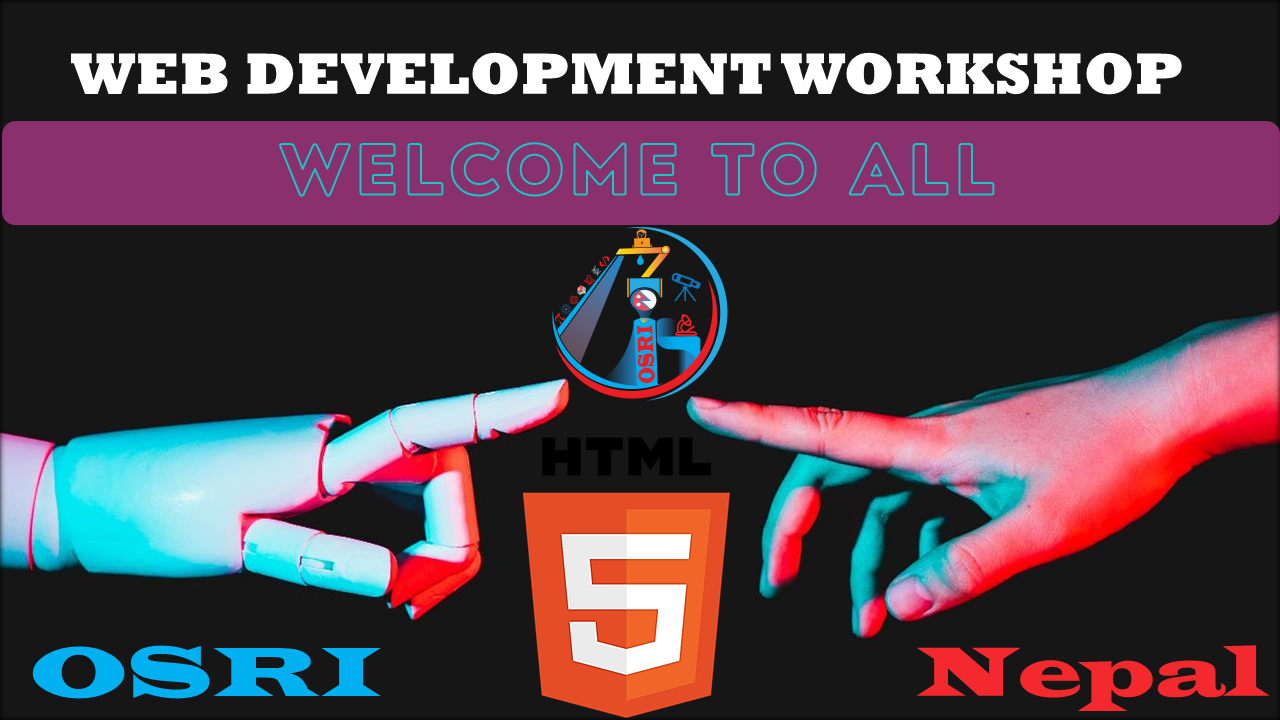 WEB DEVELOPMENT WORKSHOP
WELCOME TO ALL
OSRI
HTML
5
OSRI
Nepal